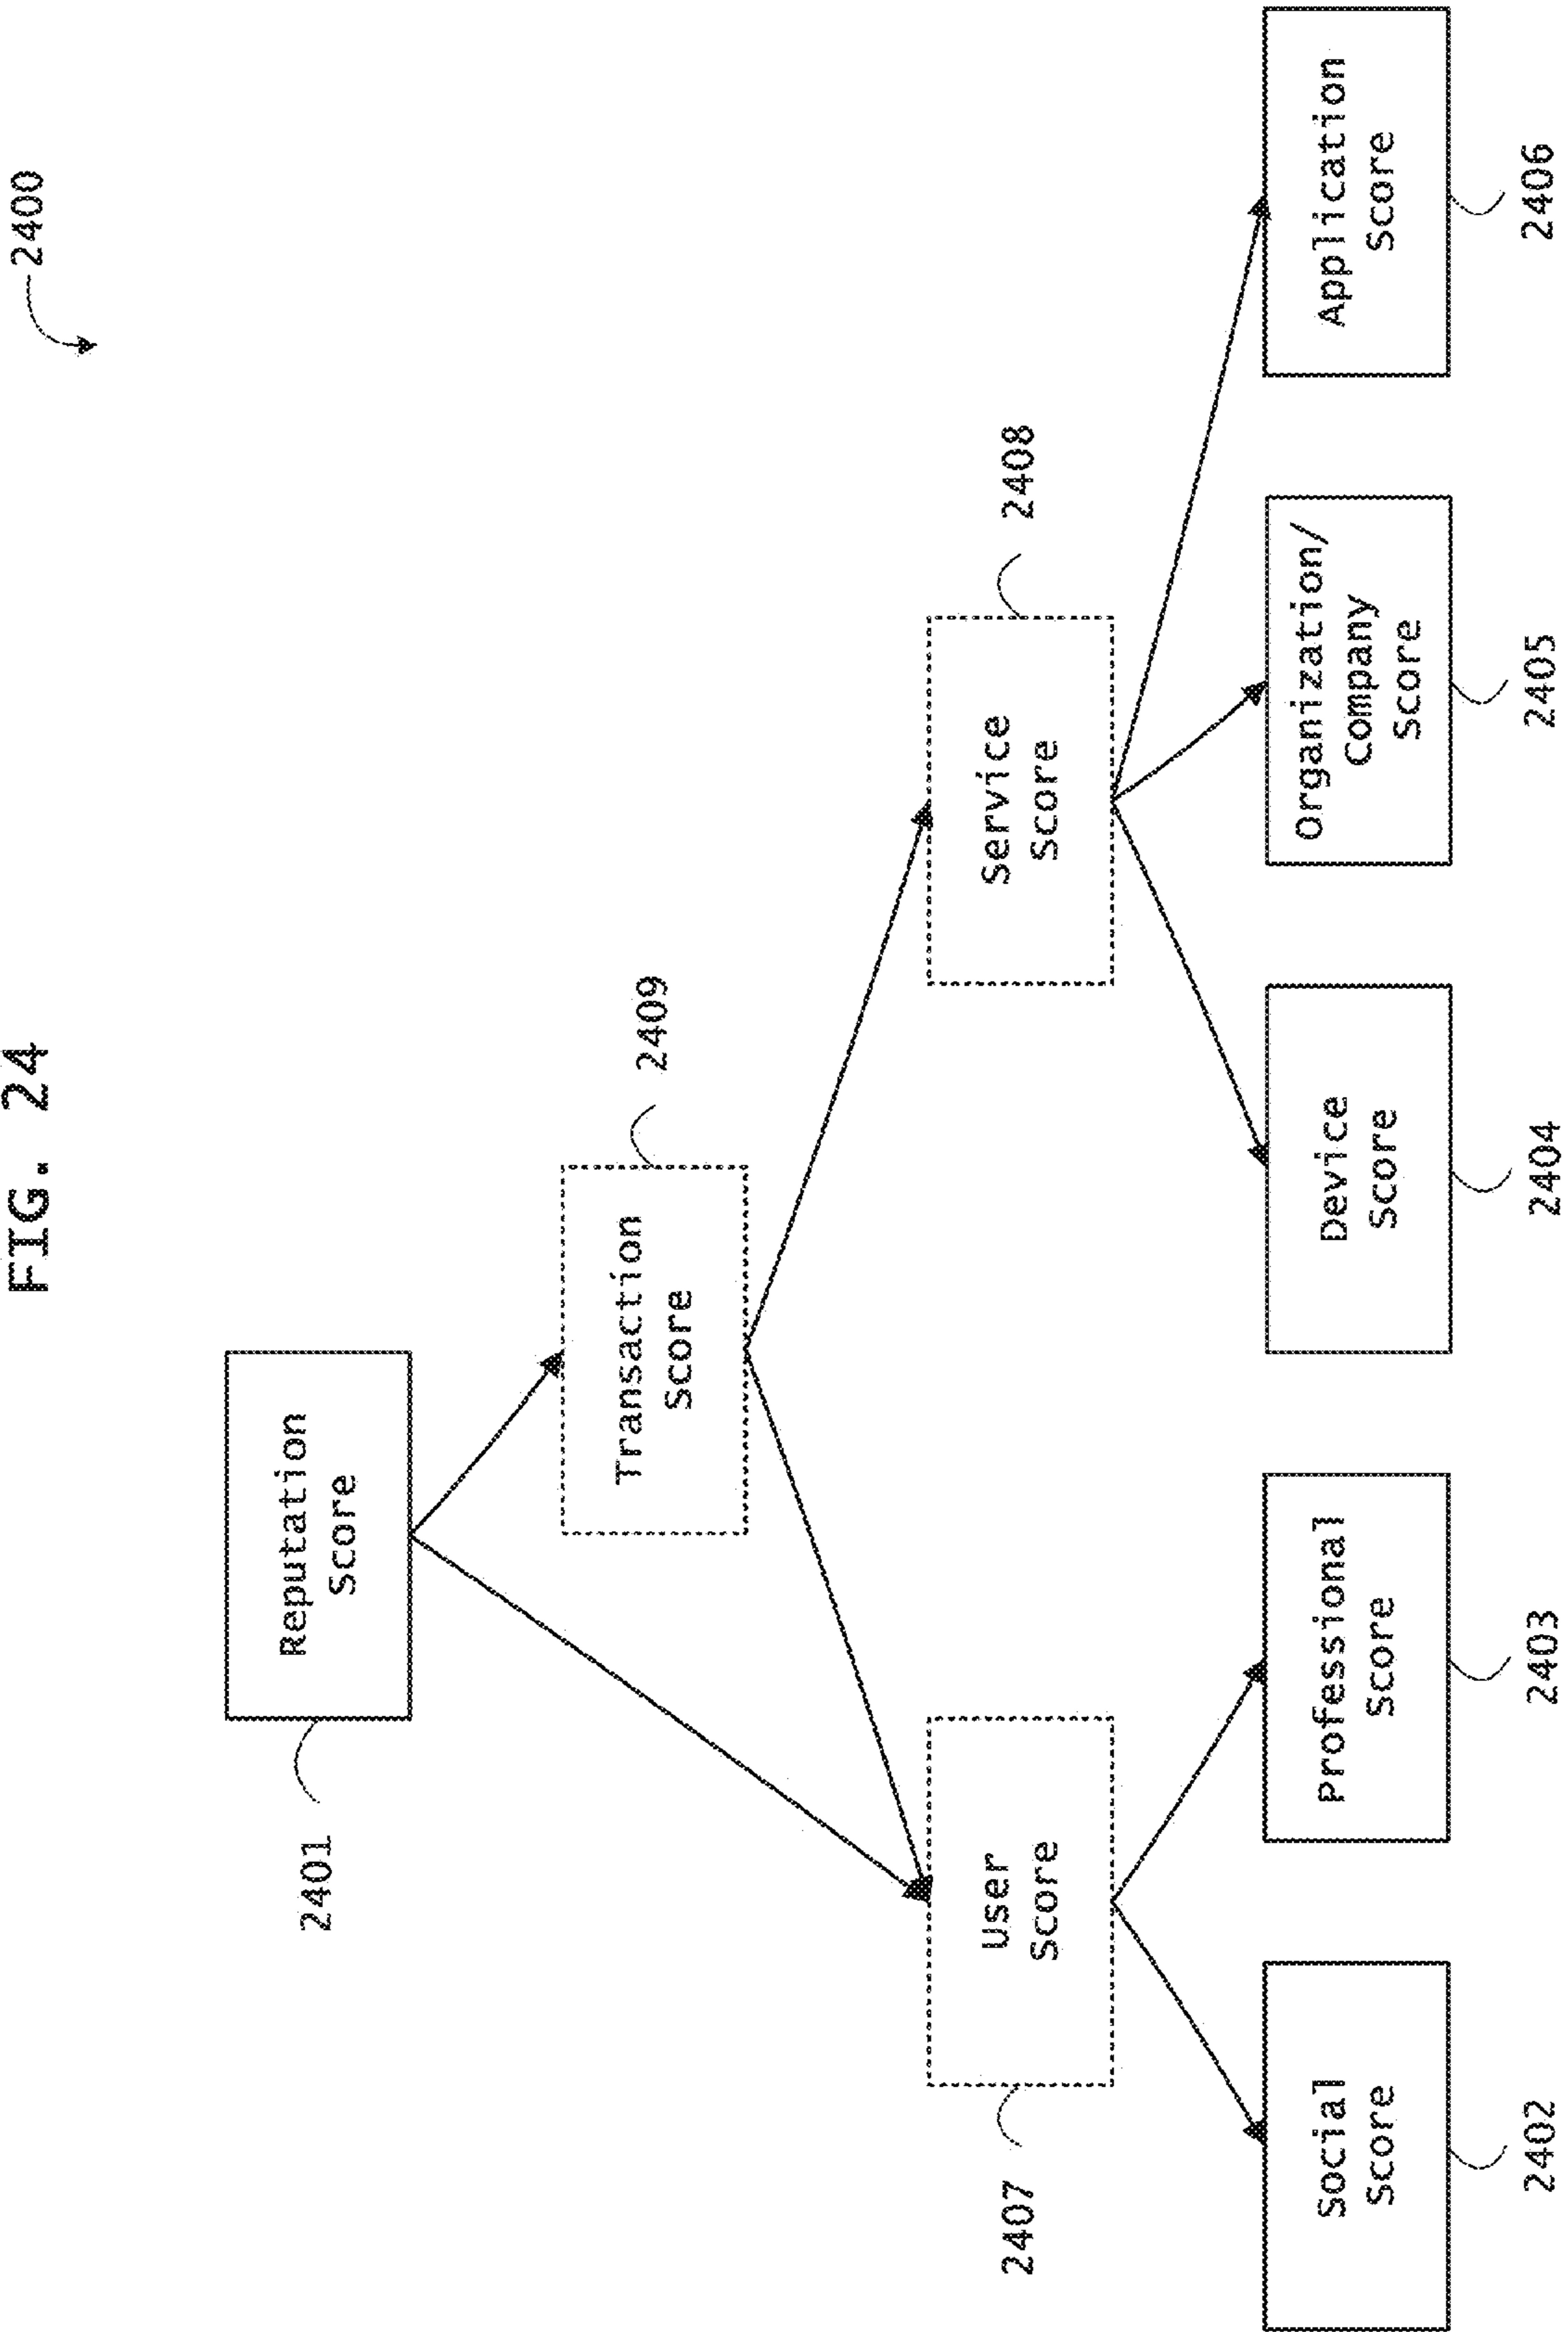 FIG. 24
2400
Reputation
Score
2401
Transaction
Score
2409
User
Score
2407
Service
Score
2408
Social
Score
Professional
Score
Device
Score
Organization/
Company
Score
Application
Score
2402
2403
2404
2405
2406